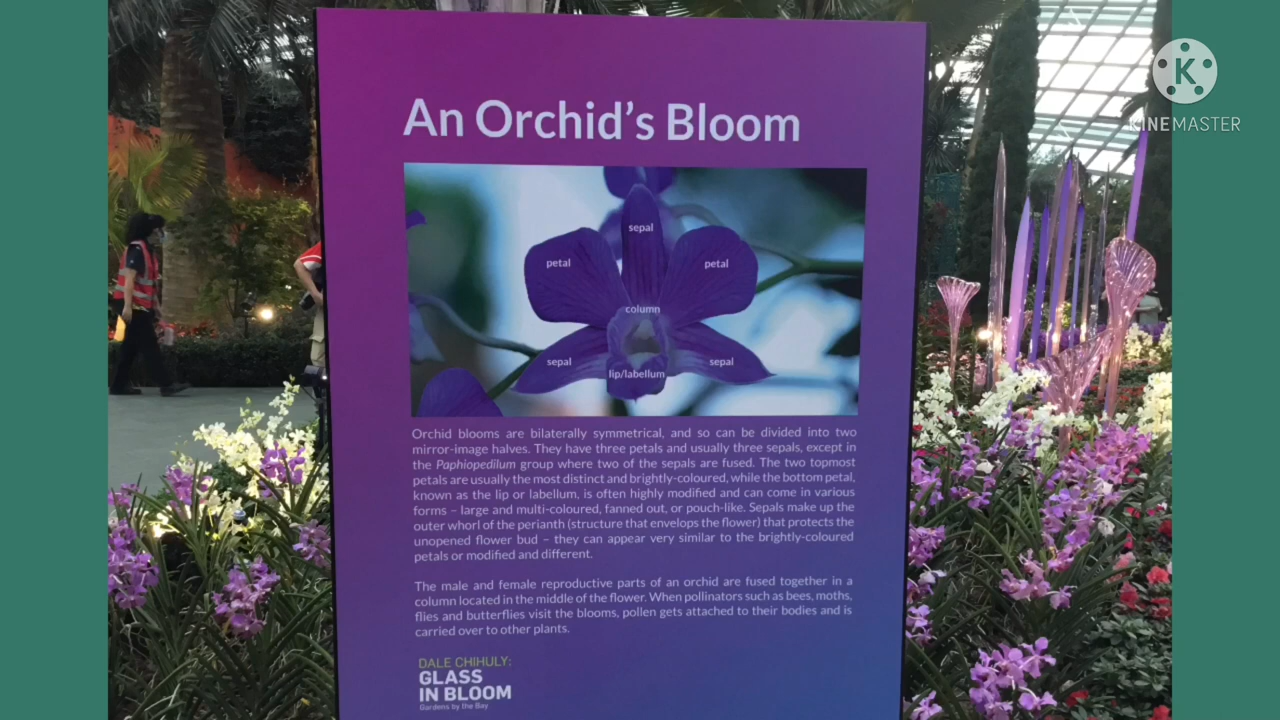 K
KINEMASTER
An Orchid's Bloom
sepal
petal
petal
column
sepal
sepal
lip/labellum
Orchid blooms are bilaterally symmetrical, and so can be divided into two
mirror-image halves. They have three petals and usually three sepals, except in
the Paphiopedilum group where two of the sepals are fused. The two topmost
petals are usually the most distinct and brightly-coloured, while the bottom petal,
known as the lip or labellum, is often highly modified and can come in various
forms – large and multi-coloured, fanned out, or pouch-like. Sepals make up the
outer whorl of the perianth (structure that envelops the flower) that protects the
unopened flower bud – they can appear very similar to the brightly-coloured
petals or modified and different.
The male and female reproductive parts of an orchid are fused together in a
column located in the middle of the flower. When pollinators such as bees, moths,
flies and butterflies visit the blooms, pollen gets attached to their bodies and is
carried over to other plants.
DALE CHIHULY:
GLASS
IN BLOOM
Gardens by the Bay